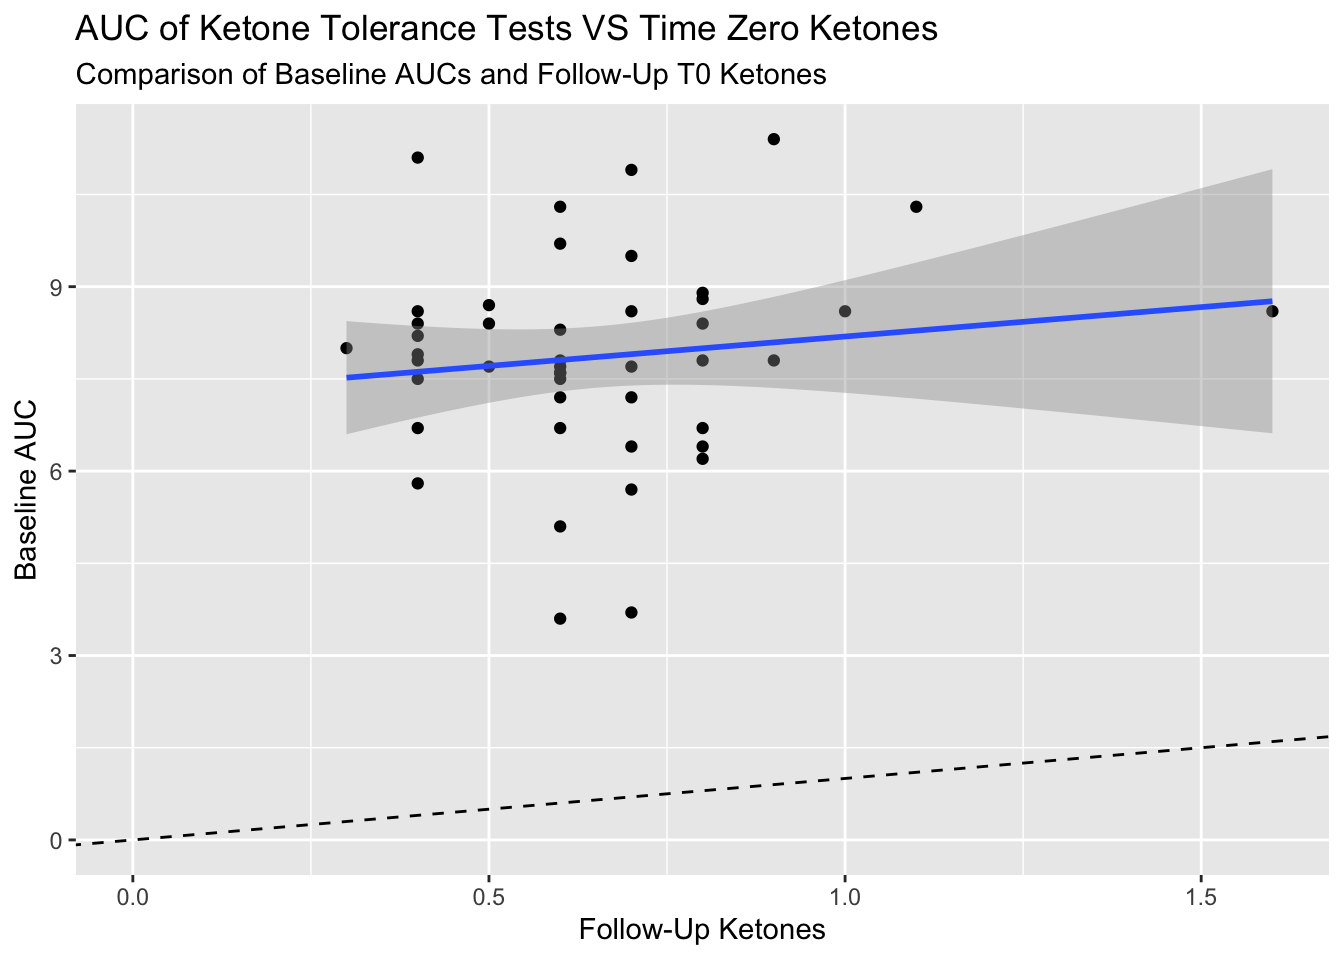 AUC of Ketone Tolerance Tests VS Time Zero Ketones
Comparison of Baseline AUCs and Follow-Up T0 Ketones
Baseline AUC
9
6
3
0
0.0
0.5
1.0
1.5
Follow-Up Ketones